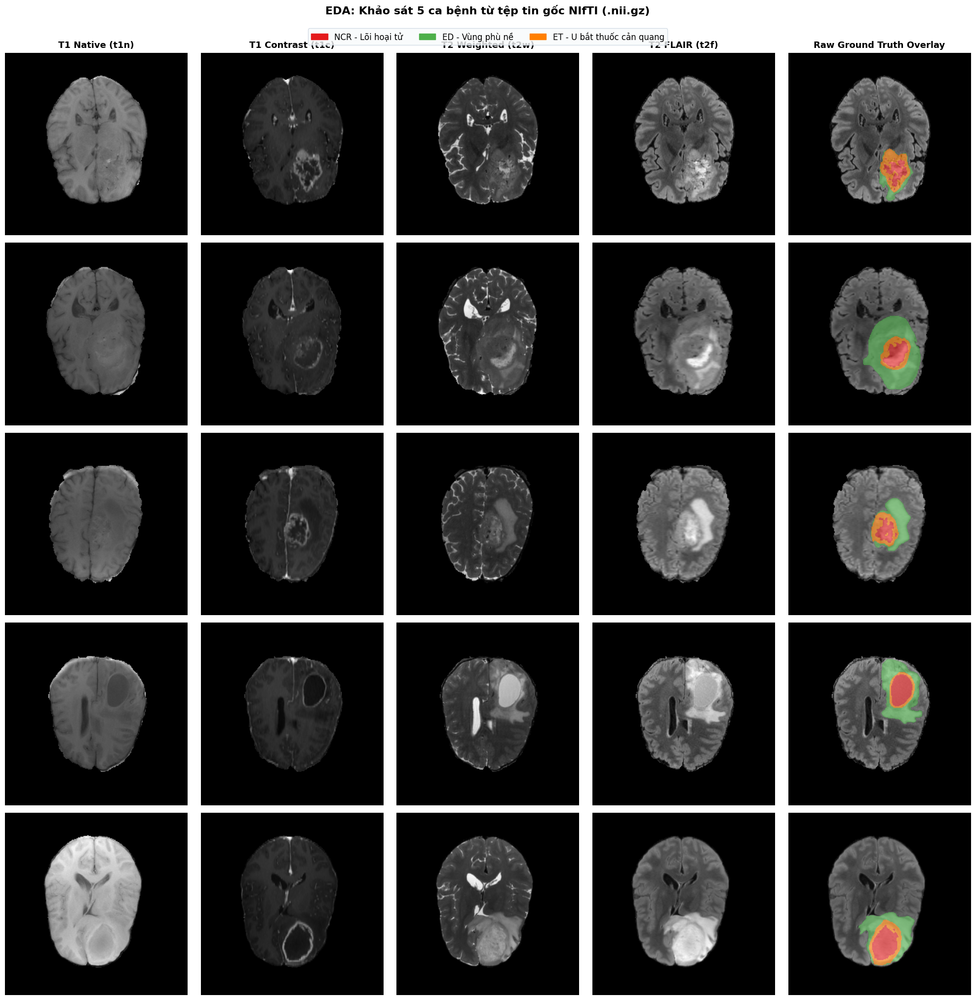 EDA: Khảo sát 5 ca bệnh từ tệp tin gốc NIfTI (.nii.gz)
NCR - Lõi hoại tử ED - Vùng phù nề ET - U bắt thuốc cản quang
T1 Native (t1n) T1 Contrast (t1c) T2 Weighted (t2w) T2 FLAIR (t2f) Raw Ground Truth Overlay